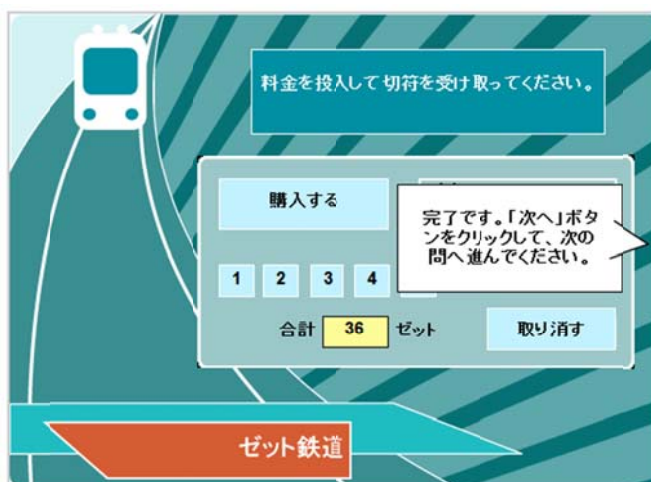 料金を投入して切符を受け取ってください。
購入する
完了です。「次へ」ボタ
ンをクリックして、次の
問へ進んでください。
1 2 3 4
合計 36 ゼット
取り消す
ゼット鉄道